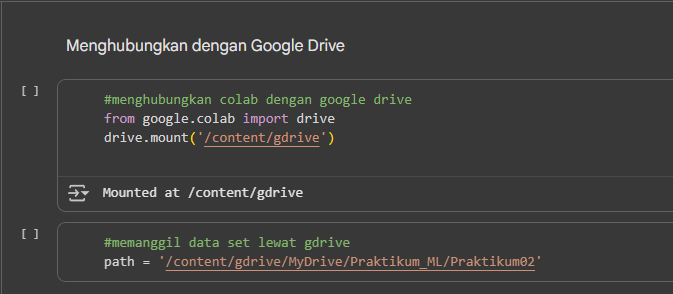 Menghubungkan dengan Google Drive
[ ]
#menghubungkan colab dengan google drive
from google.colab import drive
drive.mount('/content/gdrive')
Mounted at /content/gdrive
[ ]
#memanggil data set lewat gdrive
path = '/content/gdrive/MyDrive/Praktikum_ML/Praktikum02'